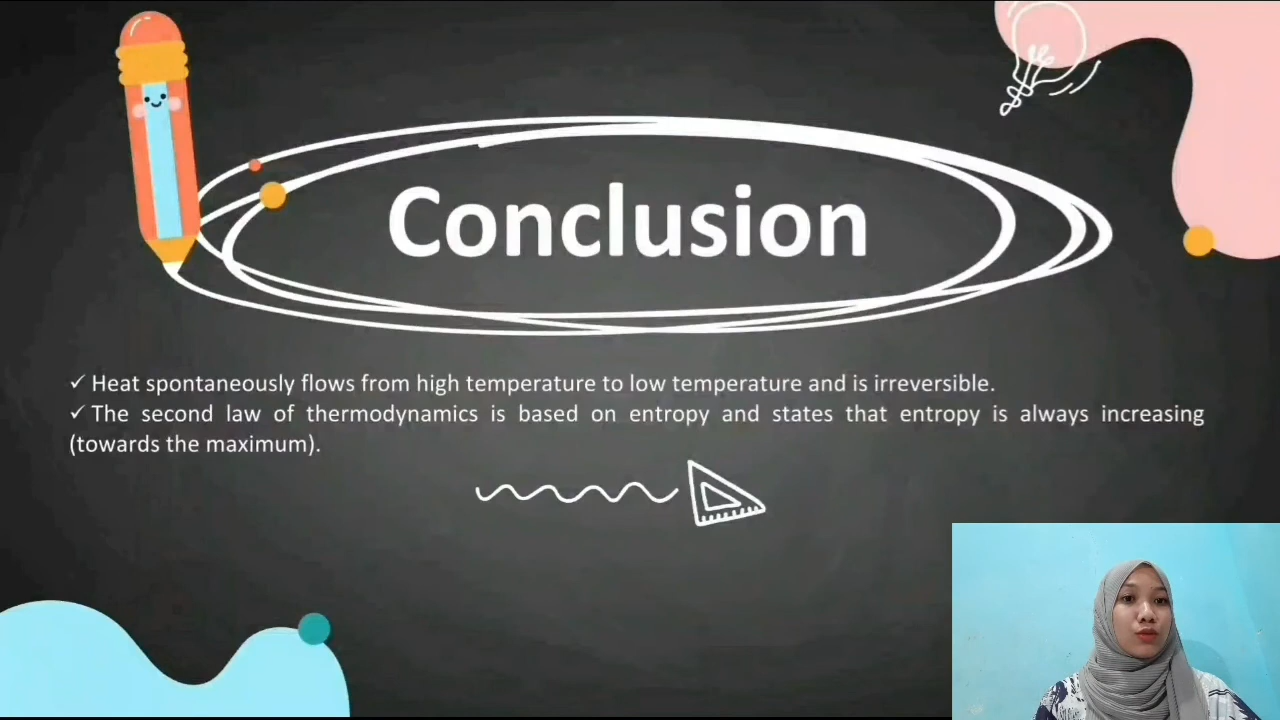 Conclusion
✓ Heat spontaneously flows from high temperature to low temperature and is irreversible.
✓ The second law of thermodynamics is based on entropy and states that entropy is always increasing
(towards the maximum).